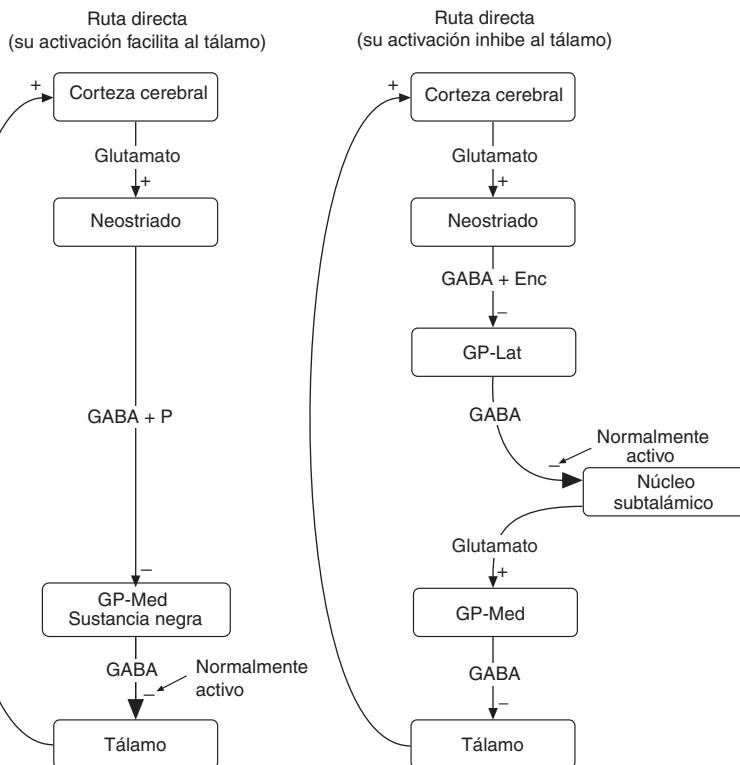 Ruta directa
(su activación facilita al tálamo)
+
Corteza cerebral
Glutamato
+
Neostriado
GABA + P
–
GP-Med
Sustancia negra
GABA
Normalmente
activo
–
Tálamo
Ruta directa
(su activación inhibe al tálamo)
+
Corteza cerebral
Glutamato
+
Neostriado
GABA + Enc
–
GP-Lat
GABA
Normalmente
activo
–
Núcleo
subtalámico
Glutamato
+
GP-Med
GABA
–
Tálamo